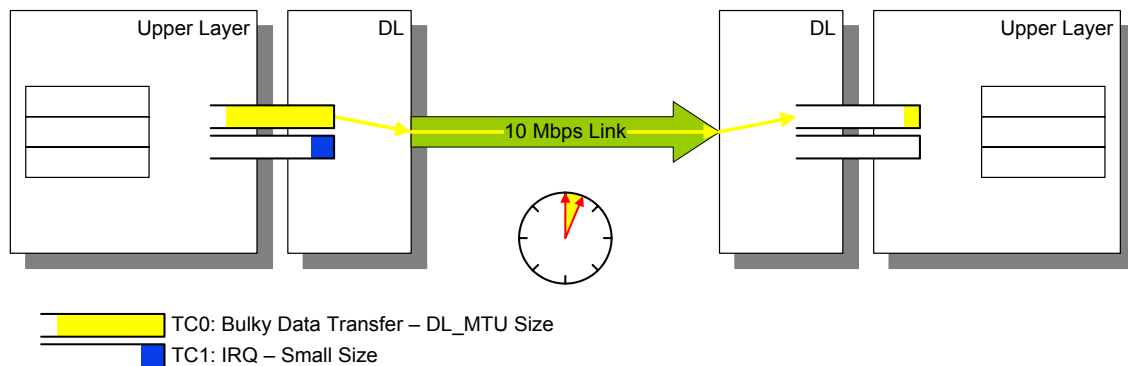 Upper Layer
DL
DL
Upper Layer
10 Mbps Link
TC0: Bulky Data Transfer – DL_MTU Size
TC1: IRQ – Small Size